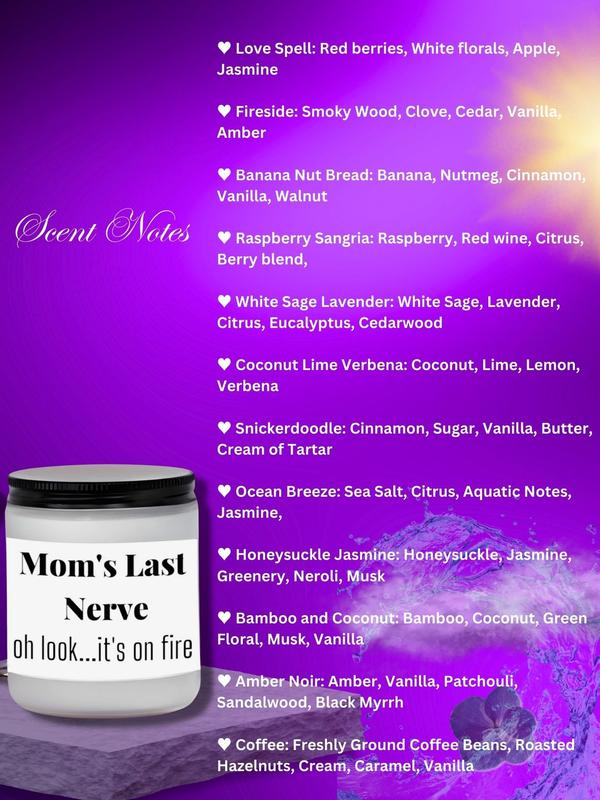 ♥ Love Spell: Red berries, White florals, Apple,
Jasmine
♥ Fireside: Smoky Wood, Clove, Cedar, Vanilla,
Amber
♥ Banana Nut Bread: Banana, Nutmeg, Cinnamon,
Vanilla, Walnut
Scent Notes
♥ Raspberry Sangria: Raspberry, Red wine, Citrus,
Berry blend,
♥ White Sage Lavender: White Sage, Lavender,
Citrus, Eucalyptus, Cedarwood
♥ Coconut Lime Verbena: Coconut, Lime, Lemon,
Verbena
♥ Snickerdoodle: Cinnamon, Sugar, Vanilla, Butter,
Cream of Tartar
♥ Ocean Breeze: Sea Salt, Citrus, Aquatic Notes,
Jasmine,
♥ Honeysuckle Jasmine: Honeysuckle, Jasmine,
Greenery, Neroli, Musk
♥ Bamboo and Coconut: Bamboo, Coconut, Green
Floral, Musk, Vanilla
♥ Amber Noir: Amber, Vanilla, Patchouli,
Sandalwood, Black Myrrh
♥ Coffee: Freshly Ground Coffee Beans, Roasted
Hazelnuts, Cream, Caramel, Vanilla
Mom's Last
Nerve
oh look...it's on fire